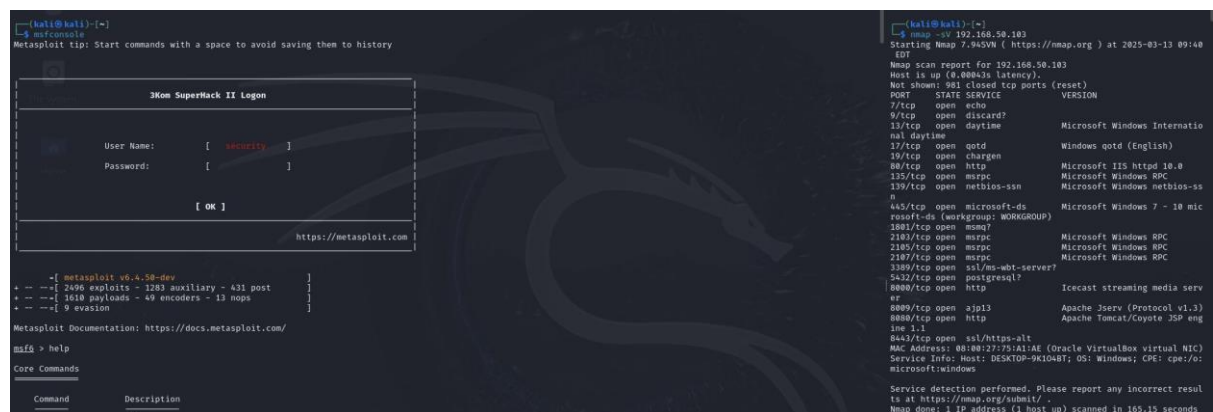 ┌──(kali㉿kali)-[~]
└─$ msfconsole
Metasploit tip: Start commands with a space to avoid saving them to history
3Kom SuperHack II Logon
User Name: [ security ]
Password: [ ]
[ OK ]
https://metasploit.com
=[ metasploit v6.4.50-dev ]
+ -- --=[ 2496 exploits - 1283 auxiliary - 431 post ]
+ -- --=[ 1610 payloads - 49 encoders - 13 nops ]
+ -- --=[ 9 evasion ]
Metasploit Documentation: https://docs.metasploit.com/
msf6 > help
Core Commands
Command Description
┌──(kali㉿kali)-[~]
└─$ nmap -sV 192.168.50.103
Starting Nmap 7.94SVN ( https://nmap.org ) at 2025-03-13 09:40
EDT
Nmap scan report for 192.168.50.103
Host is up (0.00043s latency).
Not shown: 981 closed tcp ports (reset)
PORT STATE SERVICE VERSION
7/tcp open echo
9/tcp open discard?
13/tcp open daytime Microsoft Windows Internatio
nal daytime
17/tcp open qotd Windows qotd (English)
19/tcp open chargen
80/tcp open http Microsoft IIS httpd 10.0
135/tcp open msrpc Microsoft Windows RPC
139/tcp open netbios-ssn Microsoft Windows netbios-ss
n
445/tcp open microsoft-ds Microsoft Windows 7 - 10 mic
rosoft-ds (workgroup: WORKGROUP)
1801/tcp open msmq?
2103/tcp open msrpc Microsoft Windows RPC
2105/tcp open msrpc Microsoft Windows RPC
2107/tcp open msrpc Microsoft Windows RPC
3389/tcp open ssl/ms-wbt-server?
5432/tcp open postgresql?
8000/tcp open http Icecast streaming media serv
er
8009/tcp open ajp13 Apache Jserv (Protocol v1.3)
8080/tcp open http Apache Tomcat/Coyote JSP eng
ine 1.1
8443/tcp open ssl/https-alt
MAC Address: 08:00:27:75:A1:AE (Oracle VirtualBox virtual NIC)
Service Info: Host: DESKTOP-9K1O4BT; OS: Windows; CPE: cpe:/o:
microsoft:windows
Service detection performed. Please report any incorrect resul
ts at https://nmap.org/submit/ .
Nmap done: 1 IP address (1 host up) scanned in 165.15 seconds